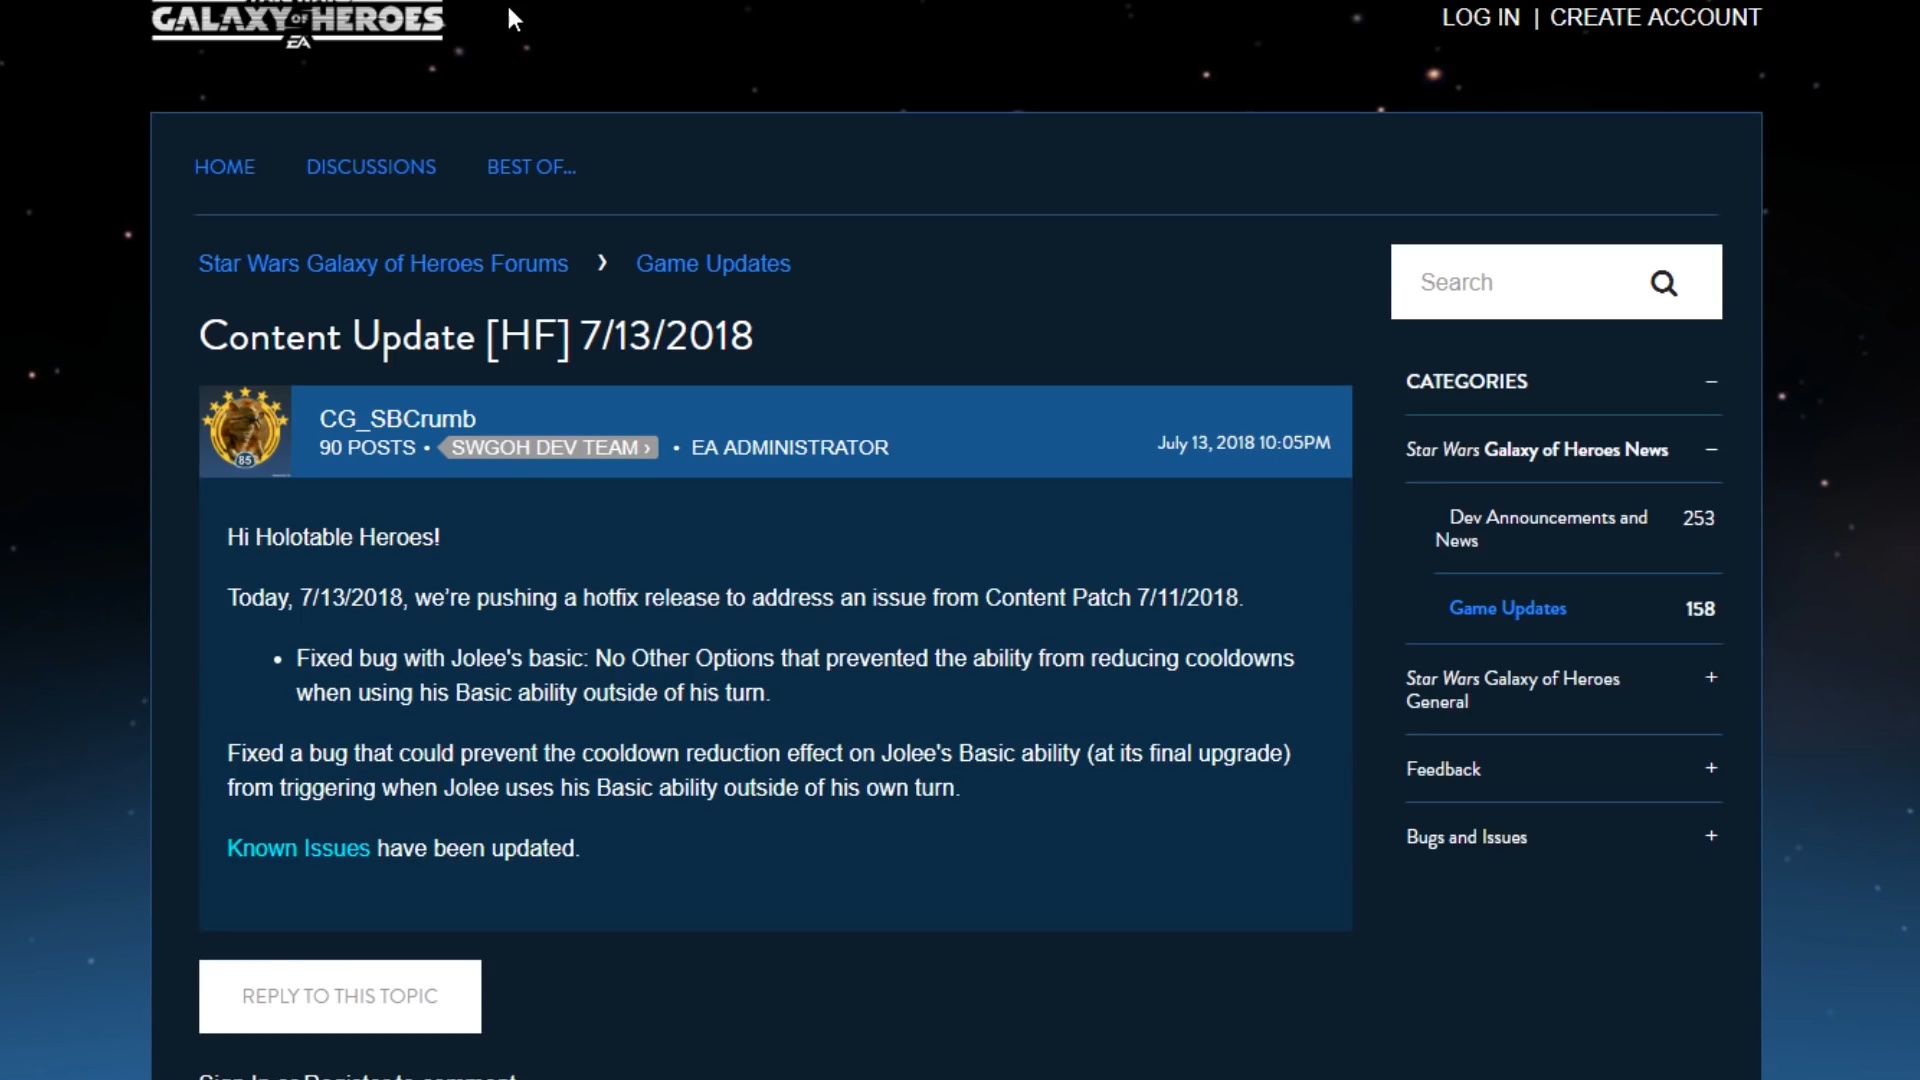 GALAXY OF HEROES
EA
LOG IN | CREATE ACCOUNT
HOME DISCUSSIONS BEST OF...
Star Wars Galaxy of Heroes Forums › Game Updates
Search
Content Update [HF] 7/13/2018
CG_SBCrumb
90 POSTS • SWGOH DEV TEAM › • EA ADMINISTRATOR
July 13, 2018 10:05PM
85
Hi Holotable Heroes!
Today, 7/13/2018, we’re pushing a hotfix release to address an issue from Content Patch 7/11/2018.
• Fixed bug with Jolee's basic: No Other Options that prevented the ability from reducing cooldowns
when using his Basic ability outside of his turn.
Fixed a bug that could prevent the cooldown reduction effect on Jolee's Basic ability (at its final upgrade)
from triggering when Jolee uses his Basic ability outside of his own turn.
Known Issues have been updated.
REPLY TO THIS TOPIC
Sign In or Register to comment.
CATEGORIES −
Star Wars Galaxy of Heroes News −
Dev Announcements and 253
News
Game Updates 158
Star Wars Galaxy of Heroes +
General
Feedback +
Bugs and Issues +